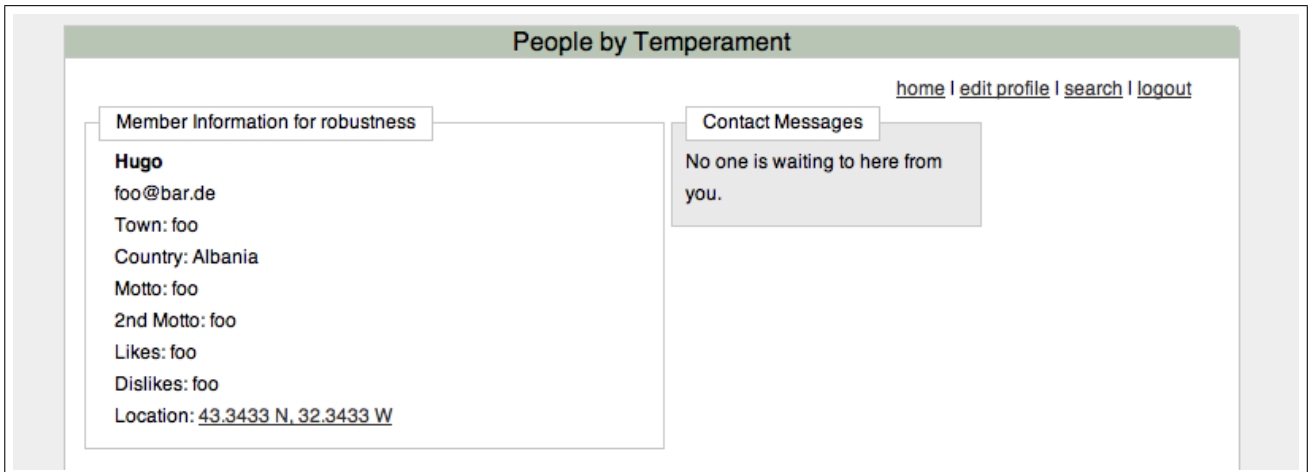 People by Temperament
home | edit profile | search | logout
Member Information for robustness
Hugo
foo@bar.de
Town: foo
Country: Albania
Motto: foo
2nd Motto: foo
Likes: foo
Dislikes: foo
Location: 43.3433 N, 32.3433 W
Contact Messages
No one is waiting to here from
you.